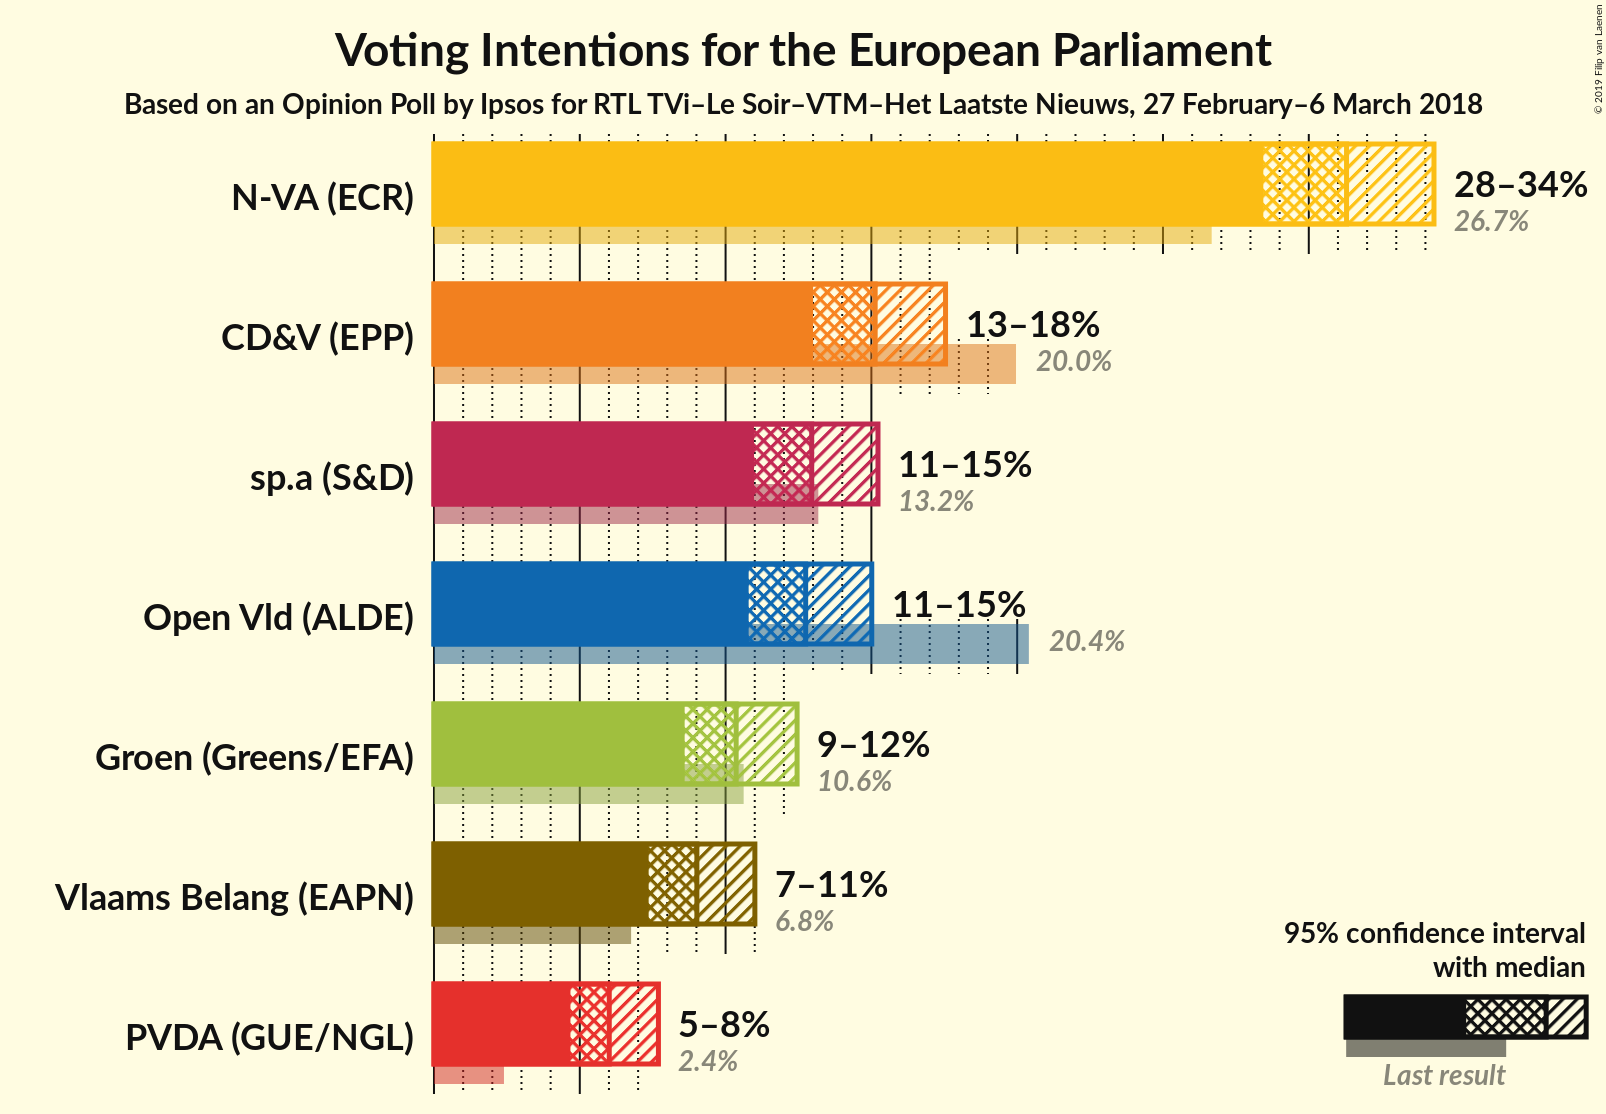 Voting Intentions for the European Parliament
Based on an Opinion Poll by Ipsos for RTL TVi–Le Soir–VTM–Het Laatste Nieuws, 27 February–6 March 2018
© 2019 Filip van Laenen
N-VA (ECR)
28–34%
26.7%
CD&V (EPP)
13–18%
20.0%
sp.a (S&D)
11–15%
13.2%
Open Vld (ALDE)
11–15%
20.4%
Groen (Greens/EFA)
9–12%
10.6%
Vlaams Belang (EAPN)
7–11%
6.8%
PVDA (GUE/NGL)
5–8%
2.4%
95% confidence interval
with median
Last result